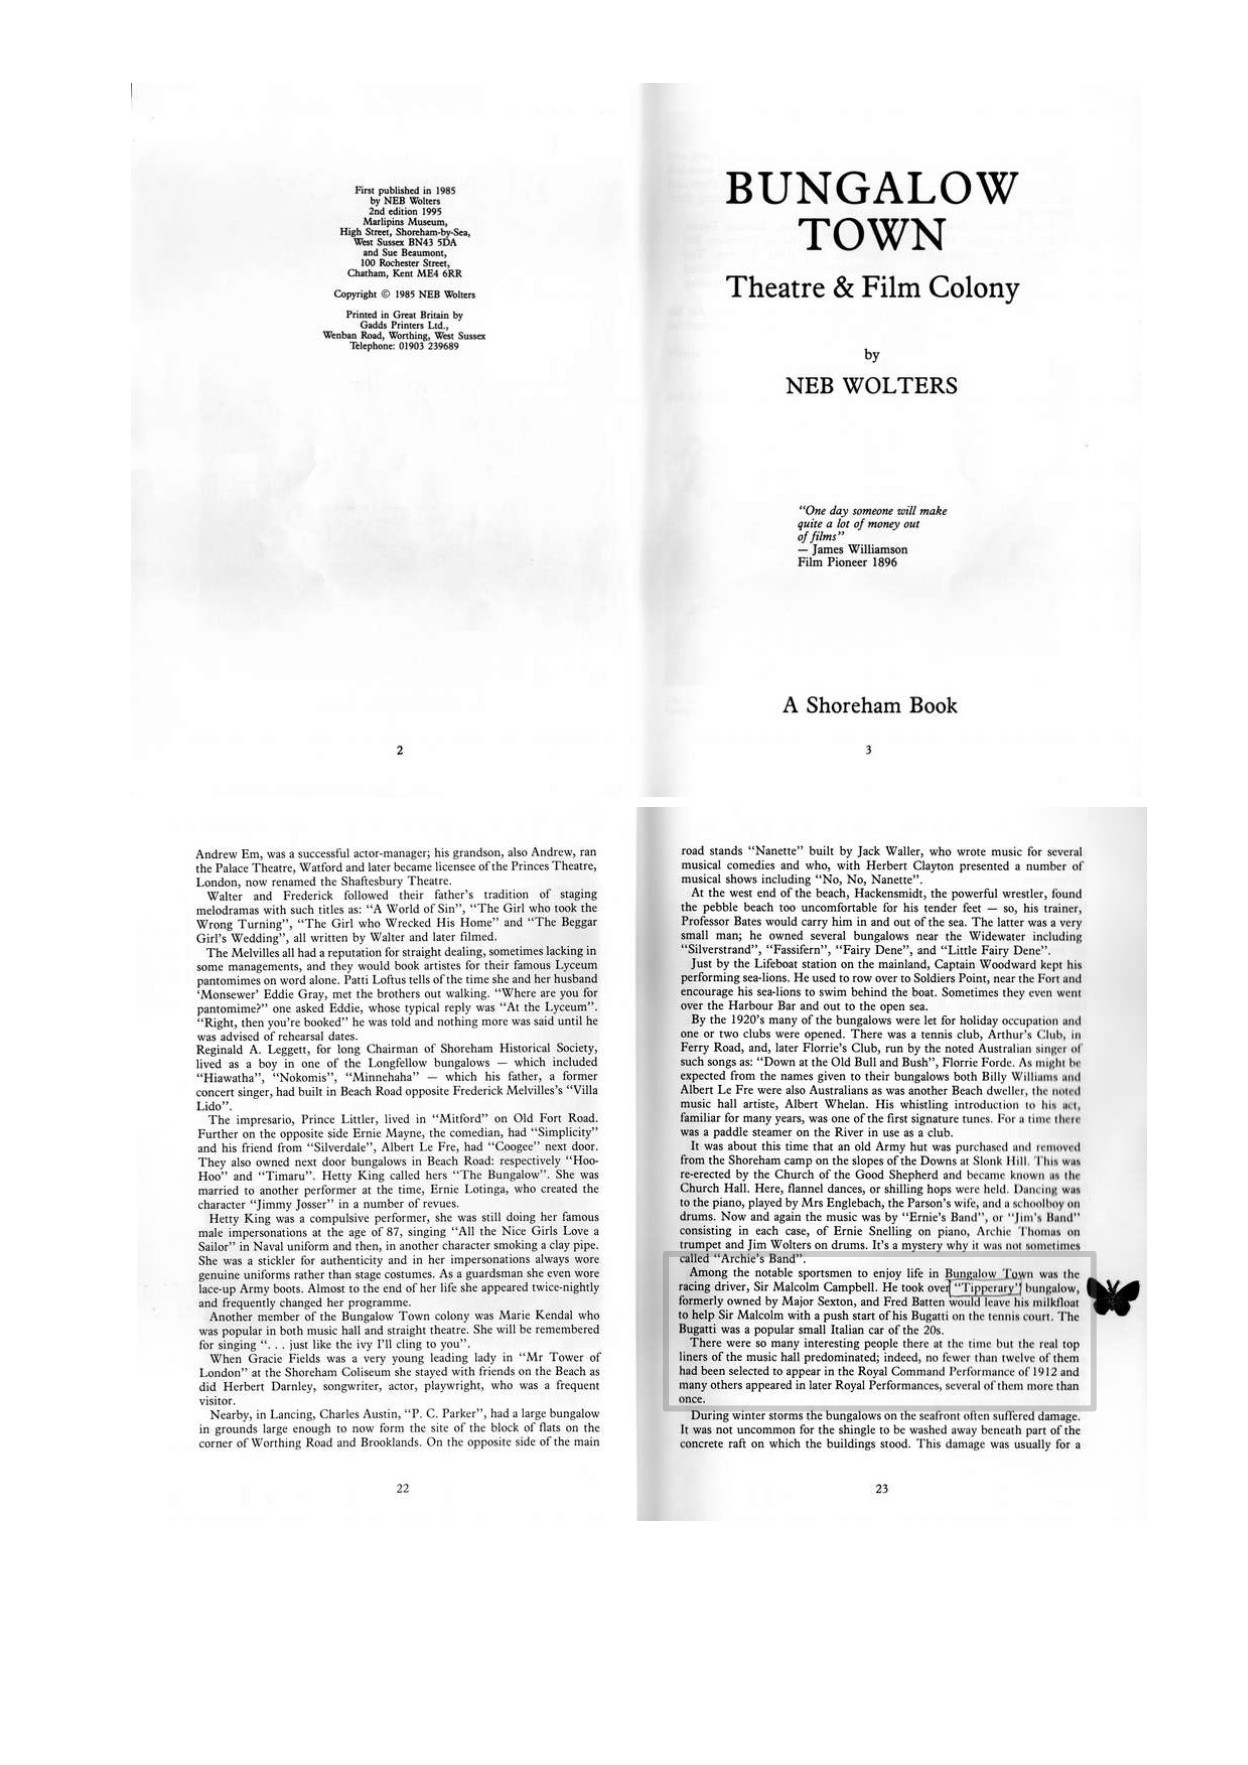 First published in 1985
by NEB Wolters
2nd edition 1995
Marlipins Museum,
High Street, Shoreham-by-Sea,
West Sussex BN43 5DA
and Sue Beaumont,
100 Rochester Street,
Chatham, Kent ME4 6RR
Copyright © 1985 NEB Wolters
Printed in Great Britain by
Gadds Printers Ltd.,
Wenban Road, Worthing, West Sussex
Telephone: 01903 239689
2
BUNGALOW
TOWN
Theatre & Film Colony
by
NEB WOLTERS
"One day someone will make
quite a lot of money out
of films"
— James Williamson
Film Pioneer 1896
A Shoreham Book
3
Andrew Em, was a successful actor-manager; his grandson, also Andrew, ran
the Palace Theatre, Watford and later became licensee of the Princes Theatre,
London, now renamed the Shaftesbury Theatre.
Walter and Frederick followed their father's tradition of staging
melodramas with such titles as: "A World of Sin", "The Girl who took the
Wrong Turning", "The Girl who Wrecked His Home" and "The Beggar
Girl's Wedding", all written by Walter and later filmed.
The Melvilles all had a reputation for straight dealing, sometimes lacking in
some managements, and they would book artistes for their famous Lyceum
pantomimes on word alone. Patti Loftus tells of the time she and her husband
'Monsewer' Eddie Gray, met the brothers out walking. "Where are you for
pantomime?" one asked Eddie, whose typical reply was "At the Lyceum".
"Right, then you're booked" he was told and nothing more was said until he
was advised of rehearsal dates.
Reginald A. Leggett, for long Chairman of Shoreham Historical Society,
lived as a boy in one of the Longfellow bungalows — which included
"Hiawatha", "Nokomis", "Minnehaha" — which his father, a former
concert singer, had built in Beach Road opposite Frederick Melvilles's "Villa
Lido".
The impresario, Prince Littler, lived in "Mitford" on Old Fort Road.
Further on the opposite side Ernie Mayne, the comedian, had "Simplicity"
and his friend from "Silverdale", Albert Le Fre, had "Coogee" next door.
They also owned next door bungalows in Beach Road: respectively "Hoo-
Hoo" and "Timaru". Hetty King called hers "The Bungalow". She was
married to another performer at the time, Ernie Lotinga, who created the
character "Jimmy Josser" in a number of revues.
Hetty King was a compulsive performer, she was still doing her famous
male impersonations at the age of 87, singing "All the Nice Girls Love a
Sailor" in Naval uniform and then, in another character smoking a clay pipe.
She was a stickler for authenticity and in her impersonations always wore
genuine uniforms rather than stage costumes. As a guardsman she even wore
lace-up Army boots. Almost to the end of her life she appeared twice-nightly
and frequently changed her programme.
Another member of the Bungalow Town colony was Marie Kendal who
was popular in both music hall and straight theatre. She will be remembered
for singing ". . . just like the ivy I'll cling to you".
When Gracie Fields was a very young leading lady in "Mr Tower of
London" at the Shoreham Coliseum she stayed with friends on the Beach as
did Herbert Darnley, songwriter, actor, playwright, who was a frequent
visitor.
Nearby, in Lancing, Charles Austin, "P. C. Parker", had a large bungalow
in grounds large enough to now form the site of the block of flats on the
corner of Worthing Road and Brooklands. On the opposite side of the main
22
road stands "Nanette" built by Jack Waller, who wrote music for several
musical comedies and who, with Herbert Clayton presented a number of
musical shows including "No, No, Nanette".
At the west end of the beach, Hackensmidt, the powerful wrestler, found
the pebble beach too uncomfortable for his tender feet — so, his trainer,
Professor Bates would carry him in and out of the sea. The latter was a very
small man; he owned several bungalows near the Widewater including
"Silverstrand", "Fassifern", "Fairy Dene", and "Little Fairy Dene".
Just by the Lifeboat station on the mainland, Captain Woodward kept his
performing sea-lions. He used to row over to Soldiers Point, near the Fort and
encourage his sea-lions to swim behind the boat. Sometimes they even went
over the Harbour Bar and out to the open sea.
By the 1920's many of the bungalows were let for holiday occupation and
one or two clubs were opened. There was a tennis club, Arthur's Club, in
Ferry Road, and, later Florrie's Club, run by the noted Australian singer of
such songs as: "Down at the Old Bull and Bush", Florrie Forde. As might be
expected from the names given to their bungalows both Billy Williams and
Albert Le Fre were also Australians as was another Beach dweller, the noted
music hall artiste, Albert Whelan. His whistling introduction to his act,
familiar for many years, was one of the first signature tunes. For a time there
was a paddle steamer on the River in use as a club.
It was about this time that an old Army hut was purchased and removed
from the Shoreham camp on the slopes of the Downs at Slonk Hill. This was
re-erected by the Church of the Good Shepherd and became known as the
Church Hall. Here, flannel dances, or shilling hops were held. Dancing was
to the piano, played by Mrs Englebach, the Parson's wife, and a schoolboy on
drums. Now and again the music was by "Ernie's Band", or "Jim's Band"
consisting in each case, of Ernie Snelling on piano, Archie Thomas on
trumpet and Jim Wolters on drums. It's a mystery why it was not sometimes
called "Archie's Band".
Among the notable sportsmen to enjoy life in Bungalow Town was the
racing driver, Sir Malcolm Campbell. He took over "Tipperary" bungalow,
formerly owned by Major Sexton, and Fred Batten would leave his milkfloat
to help Sir Malcolm with a push start of his Bugatti on the tennis court. The
Bugatti was a popular small Italian car of the 20s.
There were so many interesting people there at the time but the real top
liners of the music hall predominated; indeed, no fewer than twelve of them
had been selected to appear in the Royal Command Performance of 1912 and
many others appeared in later Royal Performances, several of them more than
once.
During winter storms the bungalows on the seafront often suffered damage.
It was not uncommon for the shingle to be washed away beneath part of the
concrete raft on which the buildings stood. This damage was usually for a
23